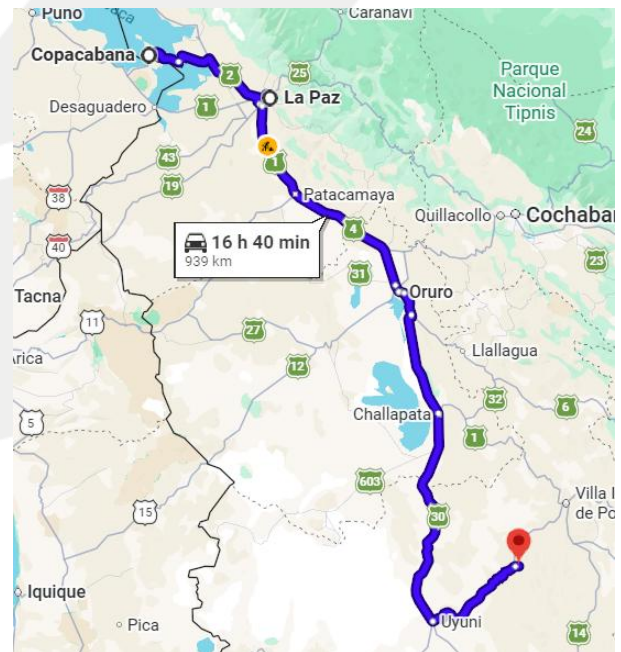 Puno
Caranavi
Copacabana
2
25
Parque
Nacional
Tipnis
La Paz
Desaguadero
1
24
43
1
19
38
Patacamaya
Quillacollo
Cochabar
4
16 h 40 min
939 km
40
23
31
Tacna
Oruro
11
27
Llallagua
Arica
12
32
6
Challapata
5
1
603
Villa I
de Po
15
30
Iquique
Uyuni
Pica
14